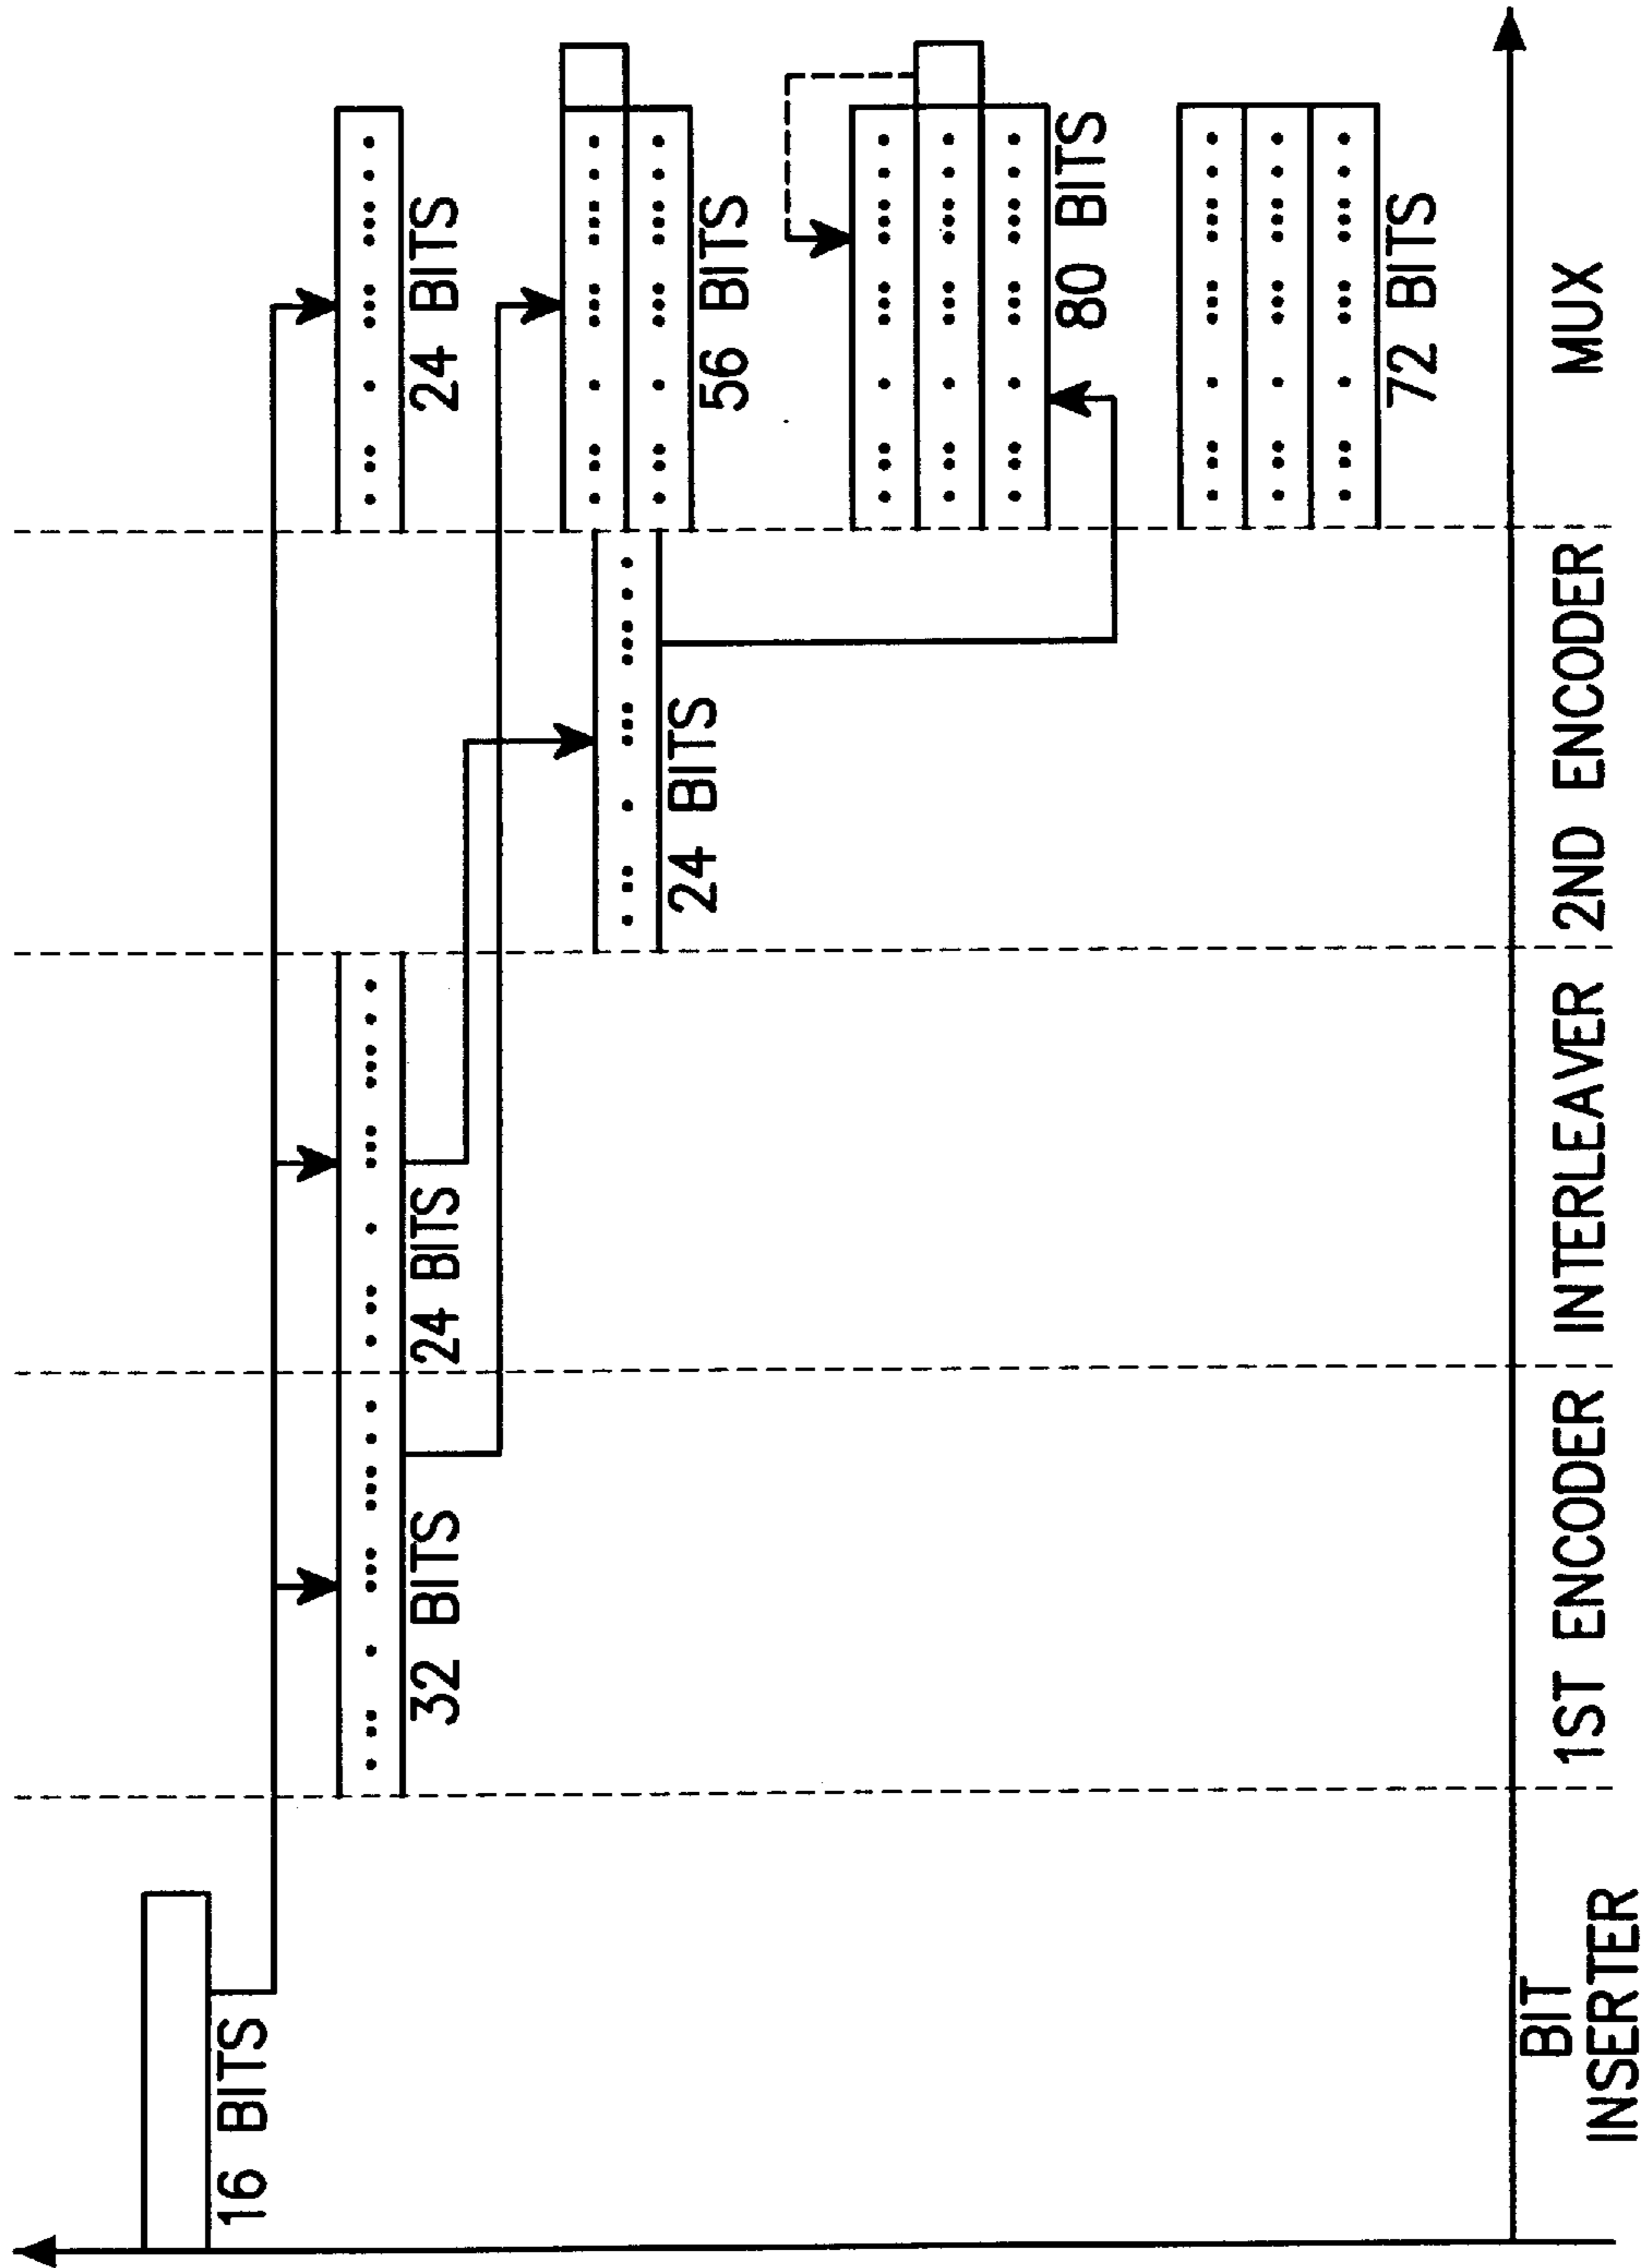 16 BITS
32 BITS
24 BITS
24 BITS
24 BITS
56 BITS
80 BITS
72 BITS
BIT
INSERTER
1ST ENCODER
INTERLEAVER
2ND ENCODER
MUX